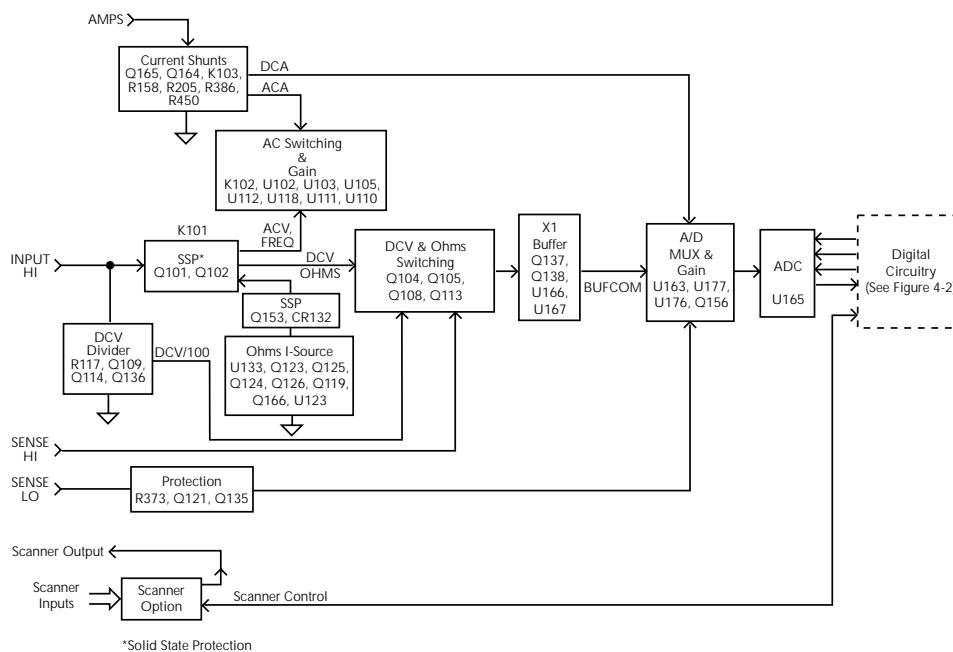 AMPS
Current Shunts
Q165, Q164, K103,
R158, R205, R386,
R450
DCA
ACA
AC Switching
&
Gain
K102, U102, U103, U105,
U112, U118, U111, U110
INPUT
HI
K101
SSP*
Q101, Q102
ACV,
FREQ
DCV
OHMS
DCV & Ohms
Switching
Q104, Q105,
Q108, Q113
X1
Buffer
Q137,
Q138,
U166,
U167
BUFCOM
A/D
MUX &
Gain
U163, U177,
U176, Q156
ADC
U165
Digital
Circuitry
(See Figure 4-2)
SSP
Q153, CR132
DCV
Divider
R117, Q109,
Q114, Q136
DCV/100
Ohms I-Source
U133, Q123, Q125,
Q124, Q126, Q119,
Q166, U123
SENSE
HI
SENSE
LO
Protection
R373, Q121, Q135
Scanner Output
Scanner
Inputs
Scanner
Option
Scanner Control
*Solid State Protection